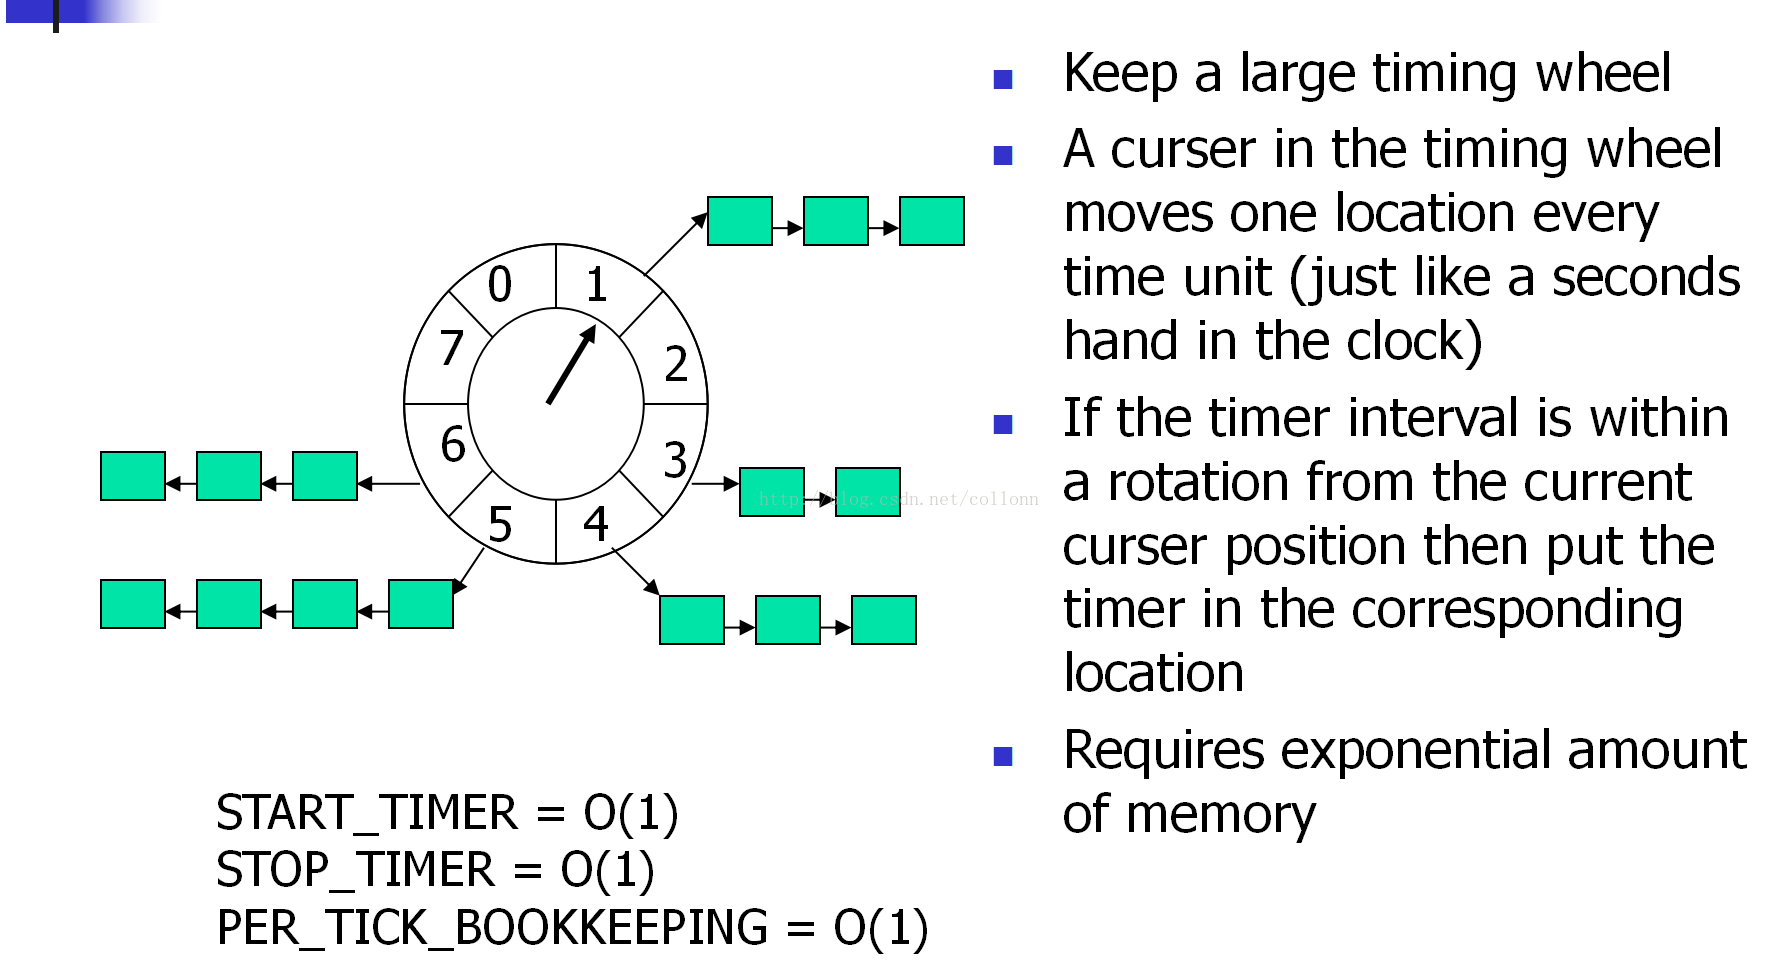 0
1
2
3
4
5
6
7
START_TIMER = O(1)
STOP_TIMER = O(1)
PER_TICK_BOOKKEEPING = O(1)
Keep a large timing wheel
A curser in the timing wheel
moves one location every
time unit (just like a seconds
hand in the clock)
If the timer interval is within
a rotation from the current
curser position then put the
timer in the corresponding
location
Requires exponential amount
of memory
http://blog.csdn.net/collonn